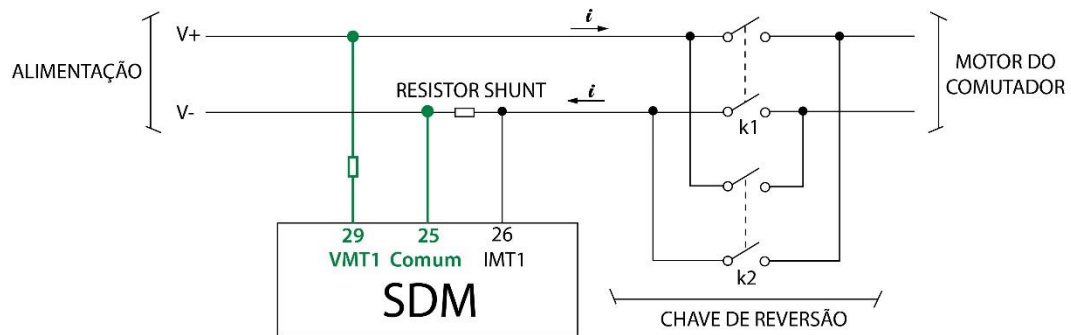 i
V+
ALIMENTAÇÃO
MOTOR DO
COMUTADOR
RESISTOR SHUNT
i
V-
k1
29
25
26
VMT1
Comum
IMT1
k2
SDM
CHAVE DE REVERSÃO